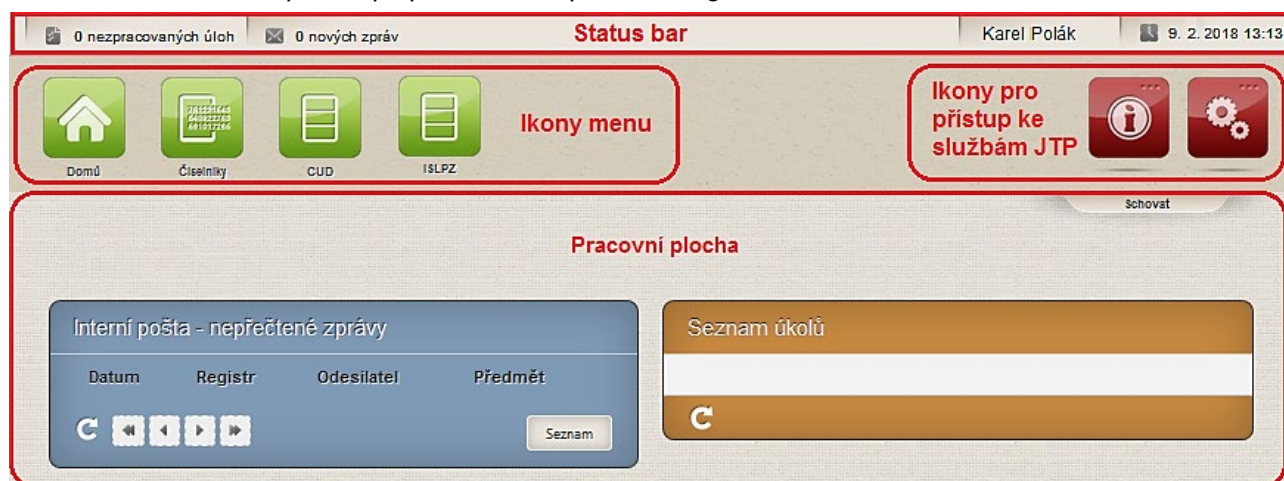 0 nezpracovaných úloh 0 nových zpráv Status bar Karel Polák 9. 2. 2018 13:13
Ikony menu
Domů Číselníky CUD ISLPZ
Ikony pro
přístup ke
službám JTP
Schovat
Pracovní plocha
Interní pošta - nepřečtené zprávy
Datum Registr Odesílatel Předmět
Seznam
Seznam úkolů